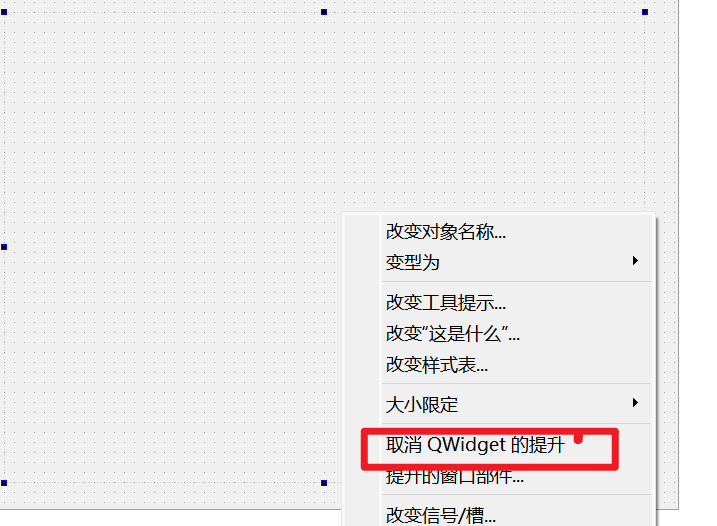 改变对象名称...
变型为
改变工具提示...
改变“这是什么”...
改变样式表...
大小限定
取消 QWidget 的提升
提升的窗口部件...
改变信号/槽...